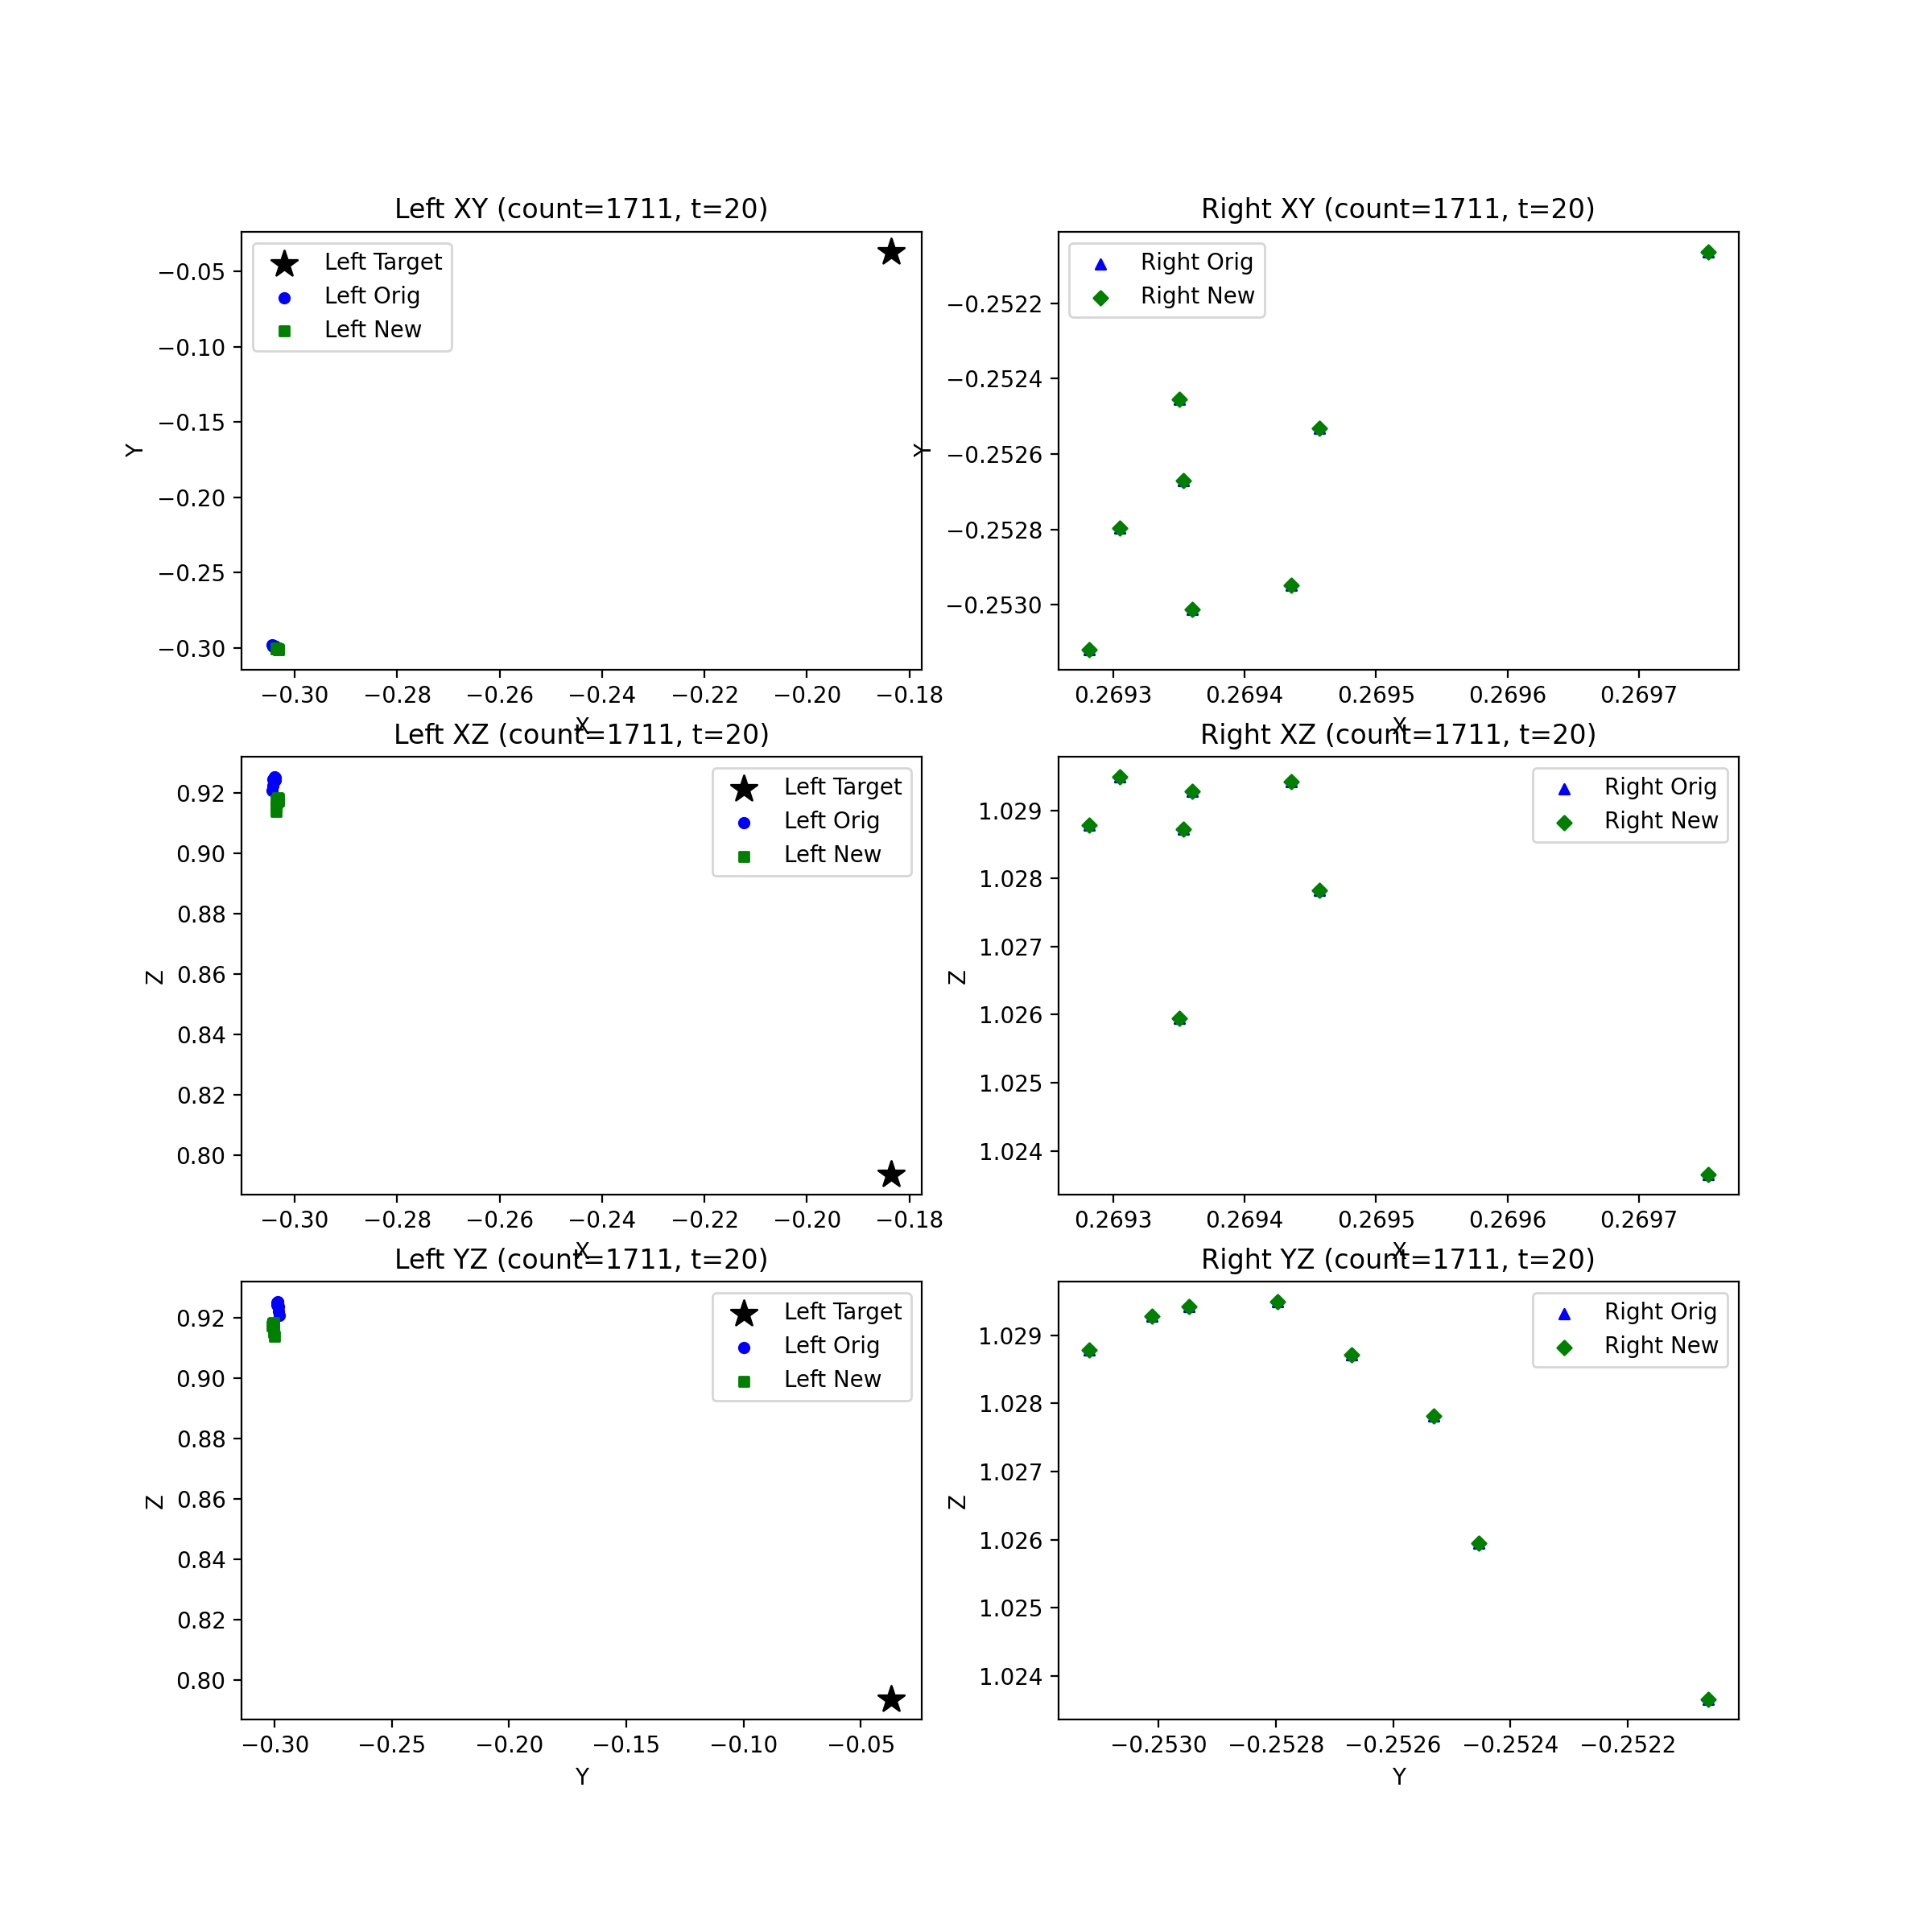 Left XY (count=1711, t=20)
Left Target
Left Orig
Left New
Y
−0.05
−0.10
−0.15
−0.20
−0.25
−0.30
−0.30 −0.28 −0.26 −0.24 −0.22 −0.20 −0.18
X
Right XY (count=1711, t=20)
Right Orig
Right New
Y
−0.2522
−0.2524
−0.2526
−0.2528
−0.2530
0.2693 0.2694 0.2695 0.2696 0.2697
X
Left XZ (count=1711, t=20)
Left Target
Left Orig
Left New
Z
0.92
0.90
0.88
0.86
0.84
0.82
0.80
−0.30 −0.28 −0.26 −0.24 −0.22 −0.20 −0.18
X
Right XZ (count=1711, t=20)
Right Orig
Right New
Z
1.029
1.028
1.027
1.026
1.025
1.024
0.2693 0.2694 0.2695 0.2696 0.2697
X
Left YZ (count=1711, t=20)
Left Target
Left Orig
Left New
Z
0.92
0.90
0.88
0.86
0.84
0.82
0.80
−0.30 −0.25 −0.20 −0.15 −0.10 −0.05
Y
Right YZ (count=1711, t=20)
Right Orig
Right New
Z
1.029
1.028
1.027
1.026
1.025
1.024
−0.2530 −0.2528 −0.2526 −0.2524 −0.2522
Y